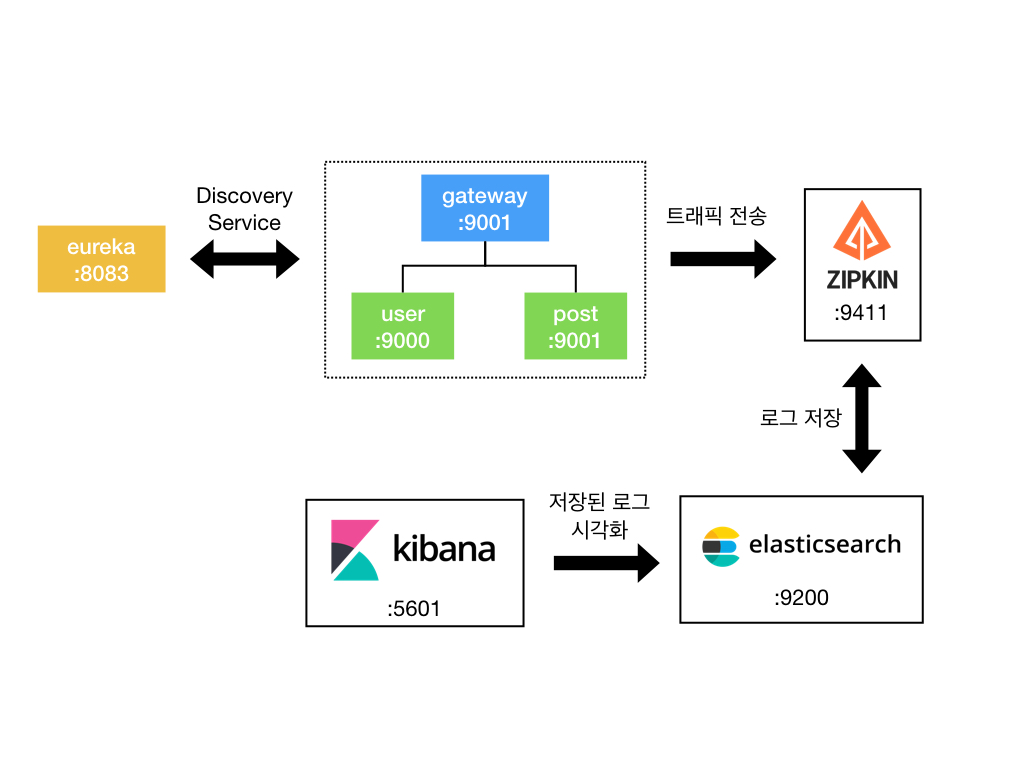 Discovery
Service
eureka
:8083
gateway
:9001
user
:9000
post
:9001
트래픽 전송
ZIPKIN
:9411
로그 저장
kibana
:5601
저장된 로그
시각화
elasticsearch
:9200